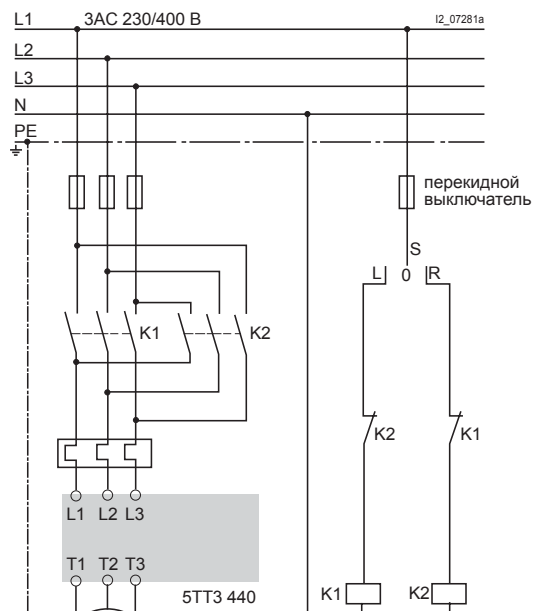 L1 3AC 230/400 В I2_07281a
L2
L3
N
PE
перекидной
выключатель
S
L 0 R
K1 K2
K2 K1
L1 L2 L3
T1 T2 T3
5TT3 440
K1 K2